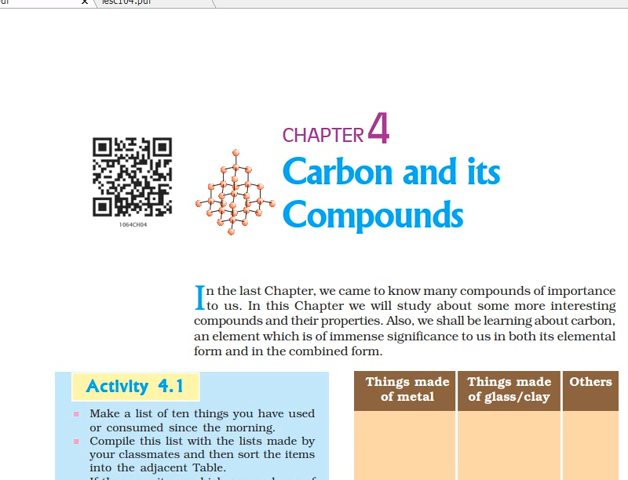 lesc104.pdf
CHAPTER 4
Carbon and its
Compounds
1064CH04
In the last Chapter, we came to know many compounds of importance
to us. In this Chapter we will study about some more interesting
compounds and their properties. Also, we shall be learning about carbon,
an element which is of immense significance to us in both its elemental
form and in the combined form.
Activity 4.1
Make a list of ten things you have used
or consumed since the morning.
Compile this list with the lists made by
your classmates and then sort the items
into the adjacent Table.
Things made
of metal
Things made
of glass/clay
Others